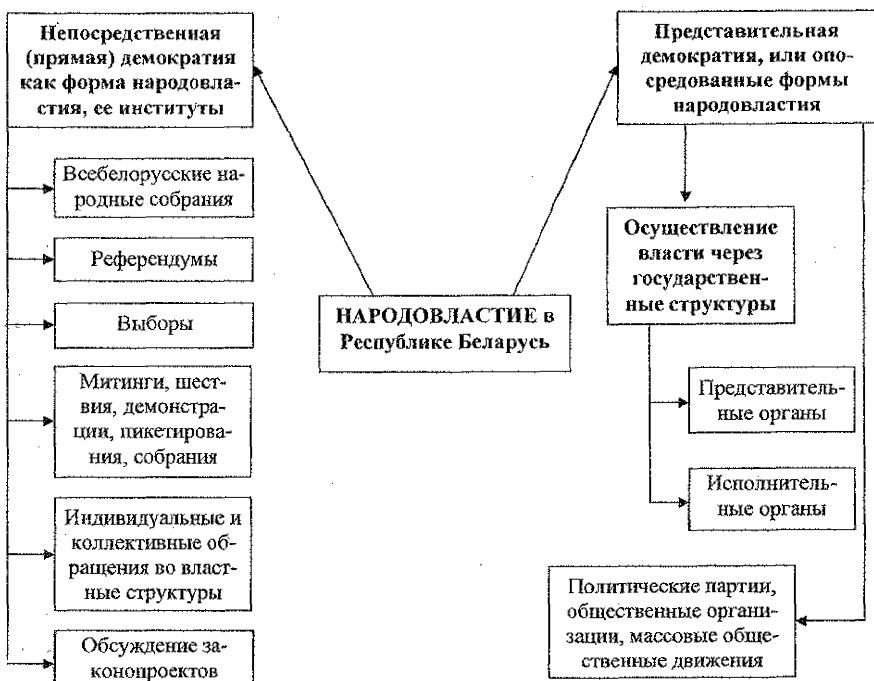 Непосредственная
(прямая) демократия
как форма народовла-
стия, ее институты
Всебелорусские на-
родные собрания
Референдумы
Выборы
Митинги, шест-
вия, демонстра-
ции, пикетирова-
ния, собрания
Индивидуальные и
коллективные об-
ращения во власт-
ные структуры
Обсуждение за-
конопроектов
НАРОДОВЛАСТИЕ в
Республике Беларусь
Представительная
демократия, или опо-
средованные формы
народовластия
Осуществление
власти через
государствен-
ные структуры
Представитель-
ные органы
Исполнитель-
ные органы
Политические партии,
общественные органи-
зации, массовые обще-
ственные движения